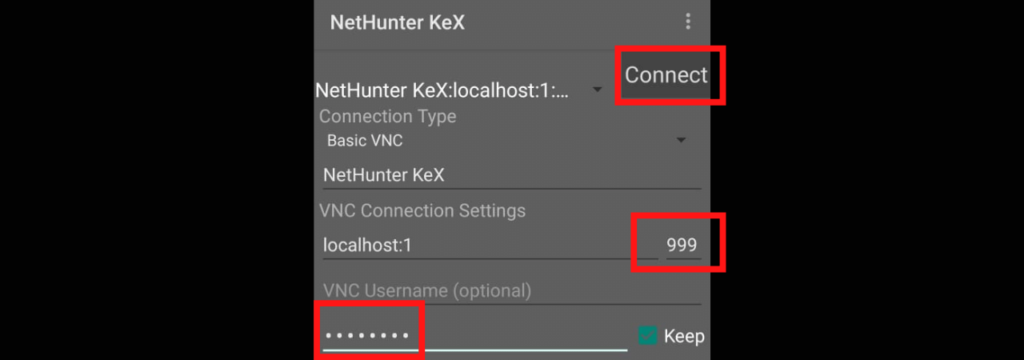 NetHunter KeX
Connect
NetHunter KeX:localhost:1:...
Connection Type
Basic VNC
NetHunter KeX
VNC Connection Settings
localhost:1 999
VNC Username (optional)
•••••••• Keep